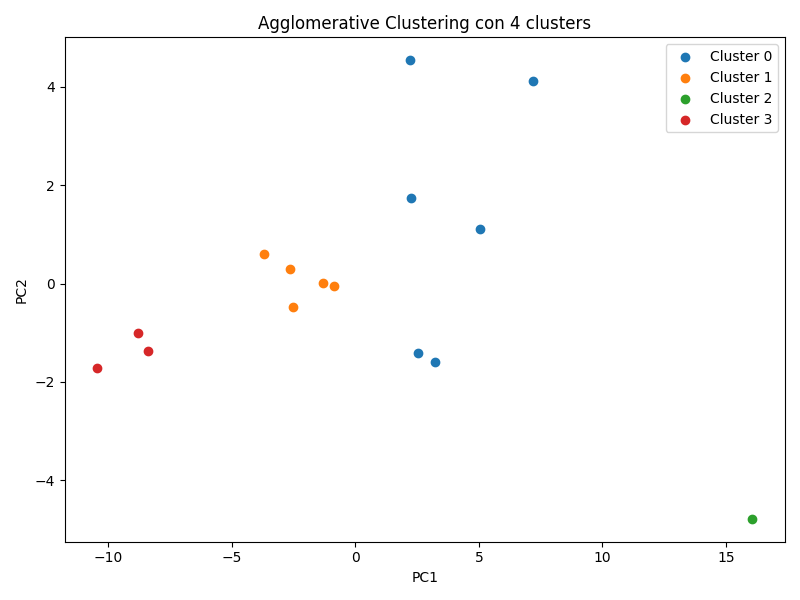 Agglomerative Clustering con 4 clusters
Cluster 0
Cluster 1
Cluster 2
Cluster 3
4
2
0
−2
−4
PC2
−10
−5
0
5
10
15
PC1